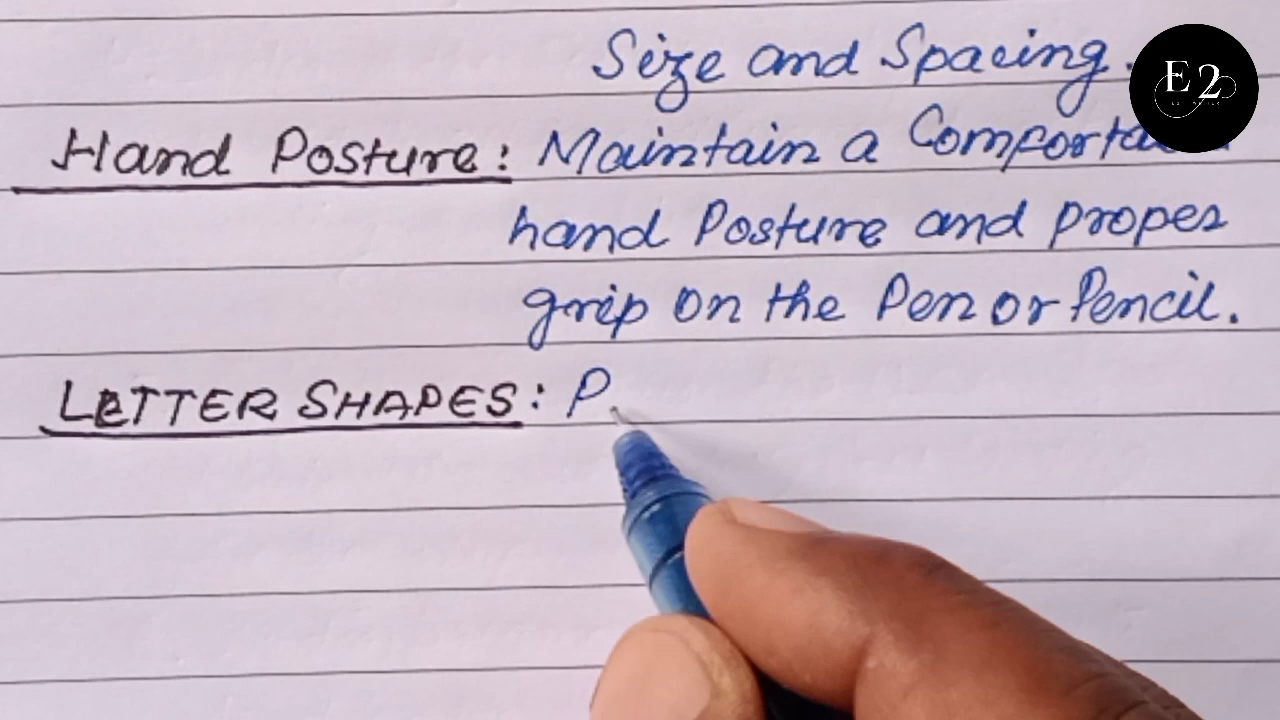 Size and Spacing.
E2
Hand Posture: Maintain a Comforta
hand Posture and proper
grip on the Pen or Pencil.
LETTER SHAPES: P